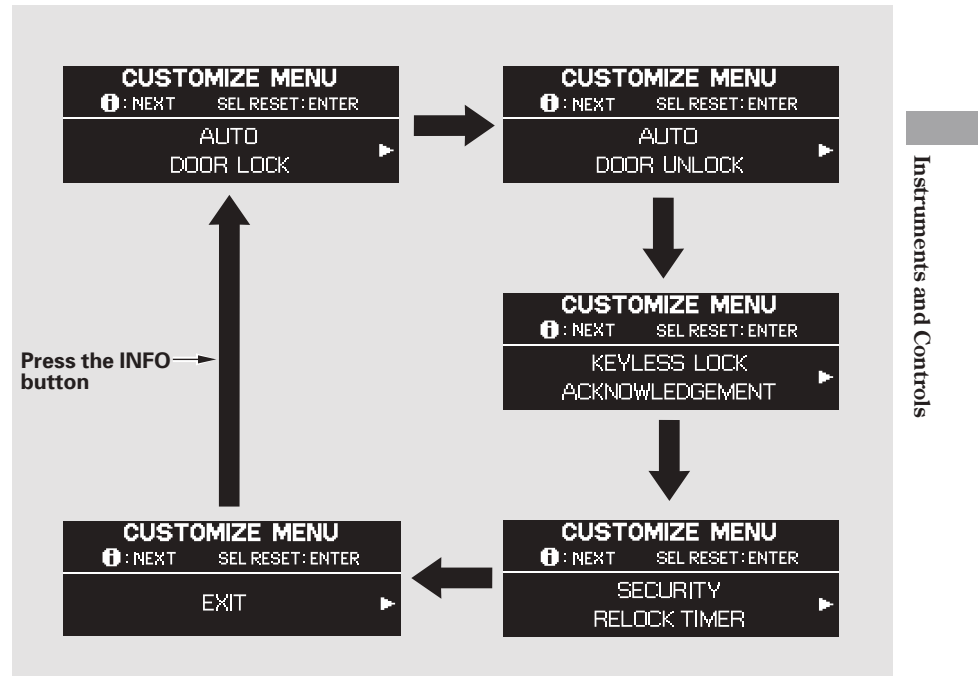 CUSTOMIZE MENU
i : NEXT SEL RESET: ENTER
AUTO
DOOR LOCK
CUSTOMIZE MENU
i : NEXT SEL RESET: ENTER
AUTO
DOOR UNLOCK
CUSTOMIZE MENU
i : NEXT SEL RESET: ENTER
KEYLESS LOCK
ACKNOWLEDGEMENT
Press the INFO
button
CUSTOMIZE MENU
i : NEXT SEL RESET: ENTER
SECURITY
RELOCK TIMER
CUSTOMIZE MENU
i : NEXT SEL RESET: ENTER
EXIT
Instruments and Controls